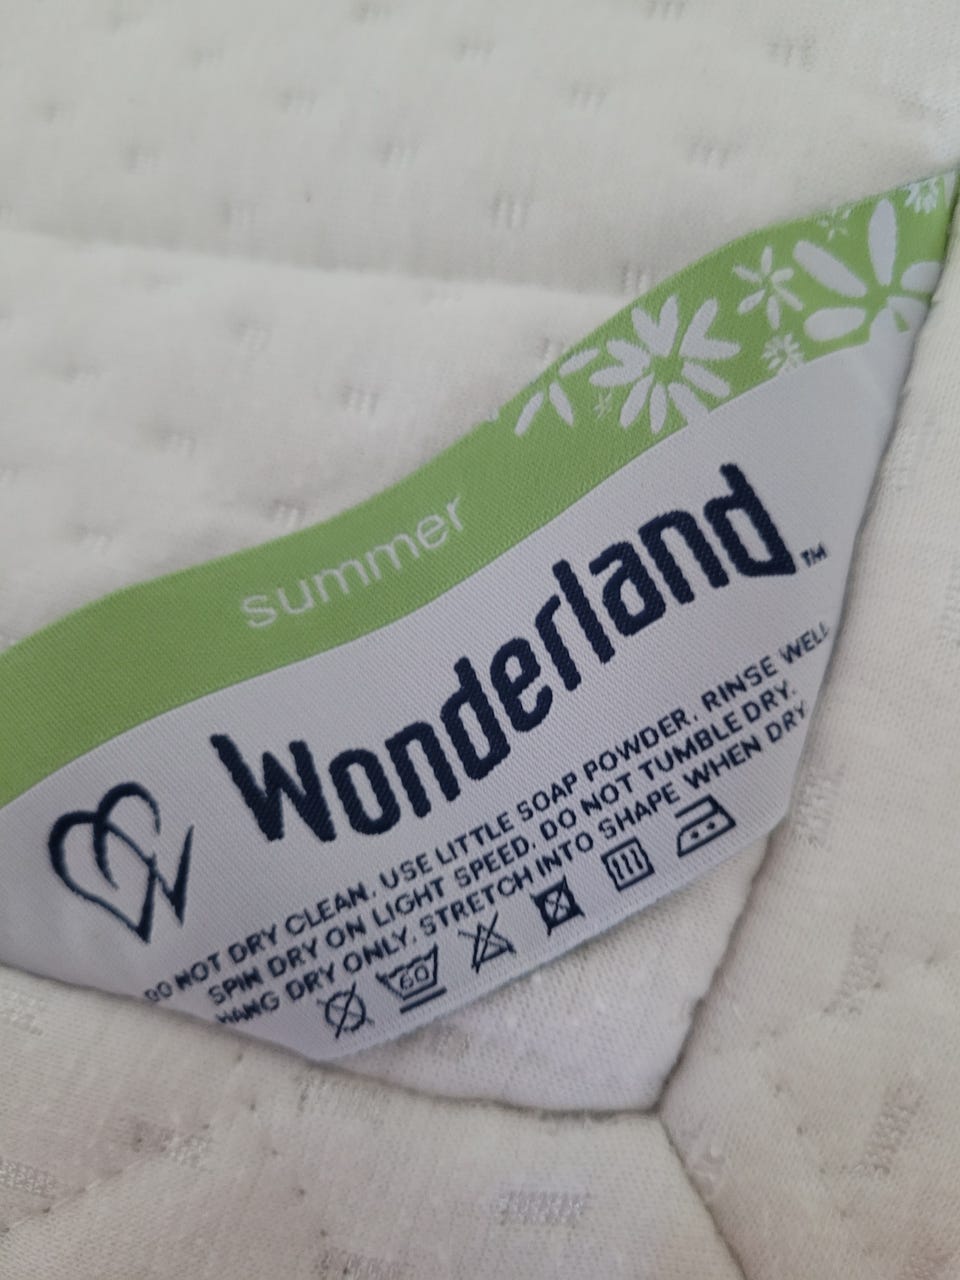 summer
Wonderland™
DO NOT DRY CLEAN. USE LITTLE SOAP POWDER. RINSE WELL
SPIN DRY ON LIGHT SPEED. DO NOT TUMBLE DRY.
HANG DRY ONLY. STRETCH INTO SHAPE WHEN DRY
60